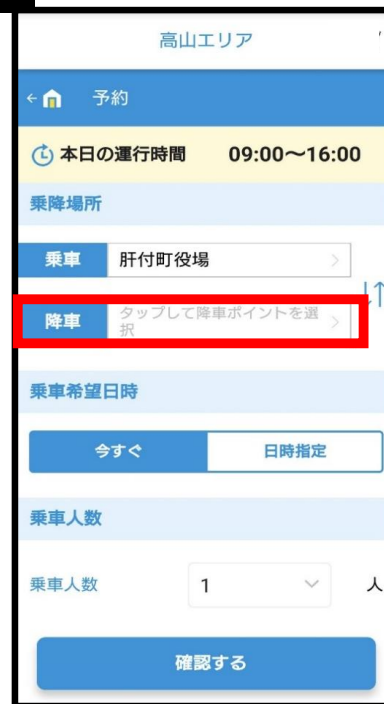 高山エリア
予約
本日の運行時間 09:00～16:00
乗降場所
乗車 肝付町役場
降車 タップして降車ポイントを選
択
乗車希望日時
今すぐ 日時指定
乗車人数
乗車人数 1 人
確認する